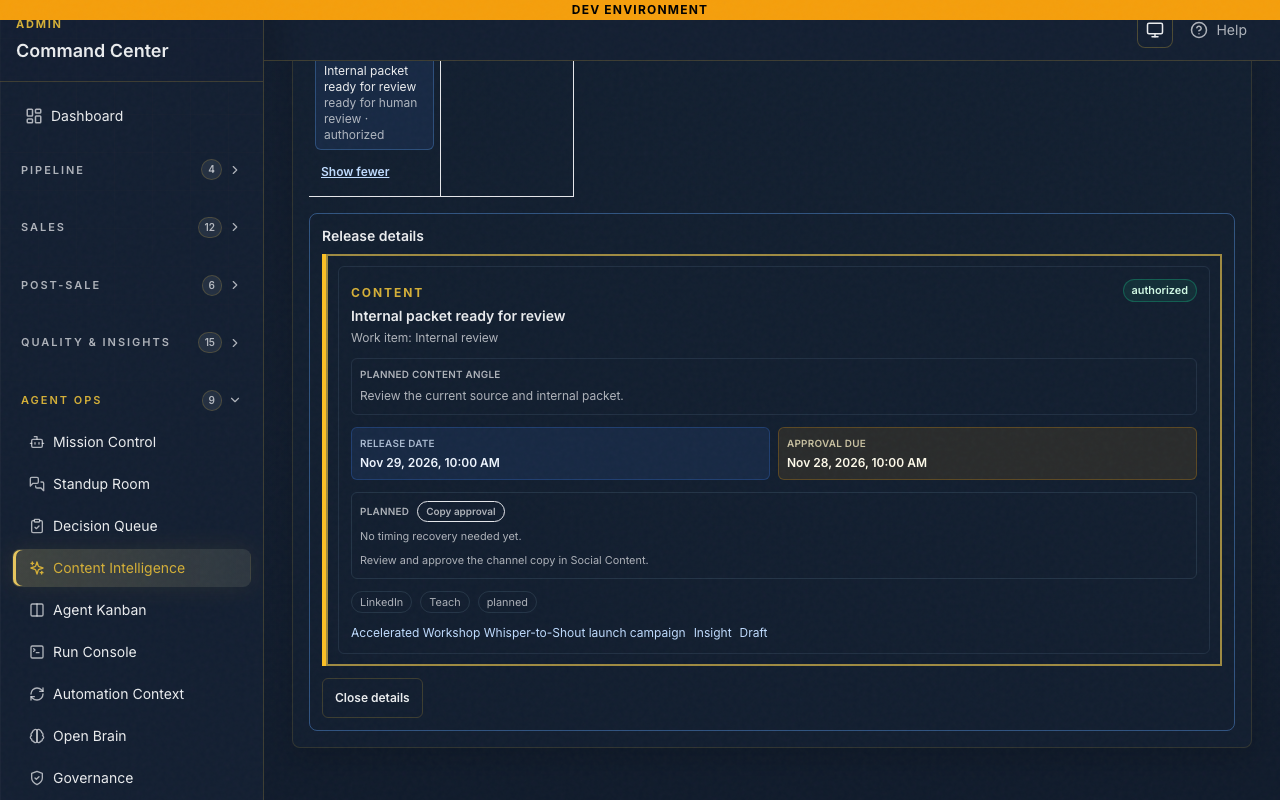 DEV ENVIRONMENT
ADMIN
Command Center
Help
Dashboard
PIPELINE 4
SALES 12
POST-SALE 6
QUALITY & INSIGHTS 15
AGENT OPS 9
Mission Control
Standup Room
Decision Queue
Content Intelligence
Agent Kanban
Run Console
Automation Context
Open Brain
Governance
Internal packet
ready for review
ready for human
review ·
authorized
Show fewer
Release details
CONTENT
authorized
Internal packet ready for review
Work item: Internal review
PLANNED CONTENT ANGLE
Review the current source and internal packet.
RELEASE DATE
Nov 29, 2026, 10:00 AM
APPROVAL DUE
Nov 28, 2026, 10:00 AM
PLANNED Copy approval
No timing recovery needed yet.
Review and approve the channel copy in Social Content.
LinkedIn Teach planned
Accelerated Workshop Whisper-to-Shout launch campaign Insight Draft
Close details